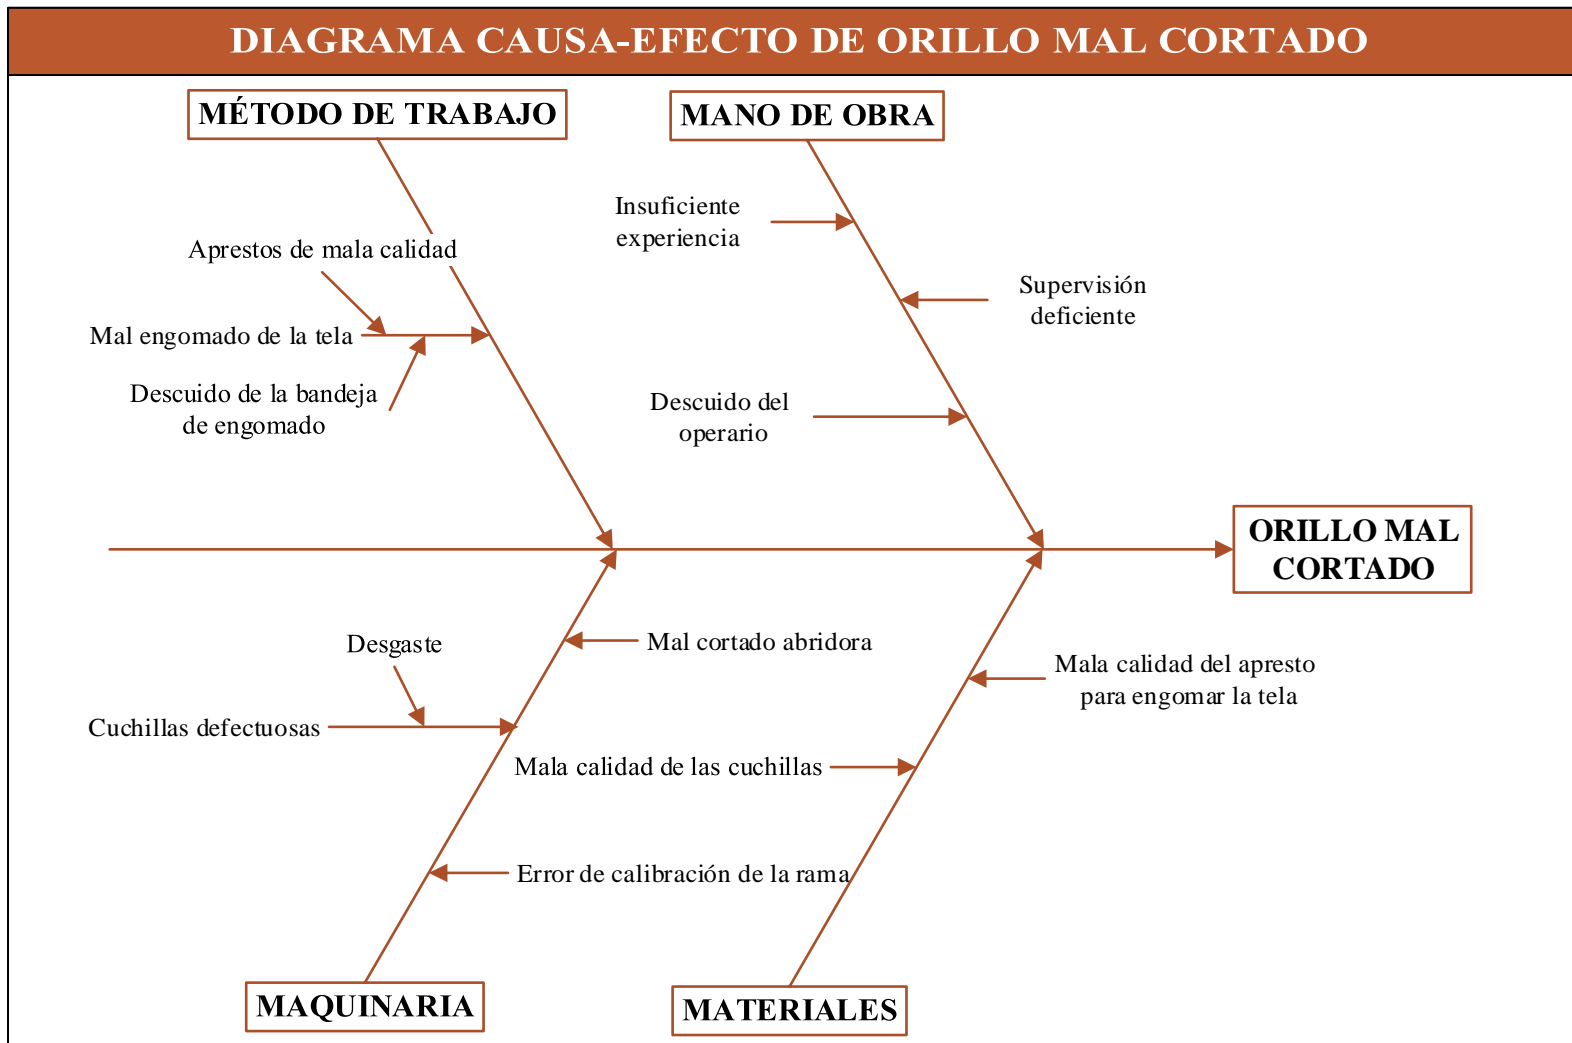 DIAGRAMA CAUSA-EFECTO DE ORILLO MAL CORTADO
MÉTODO DE TRABAJO
MANO DE OBRA
Insuficiente
experiencia
Aprestos de mala calidad
Supervisión
deficiente
Mal engomado de la tela
Descuido de la bandeja
de engomado
Descuido del
operario
ORILLO MAL
CORTADO
Desgaste
Mal cortado abridora
Mala calidad del apresto
para engomar la tela
Cuchillas defectuosas
Mala calidad de las cuchillas
Error de calibración de la rama
MAQUINARIA
MATERIALES